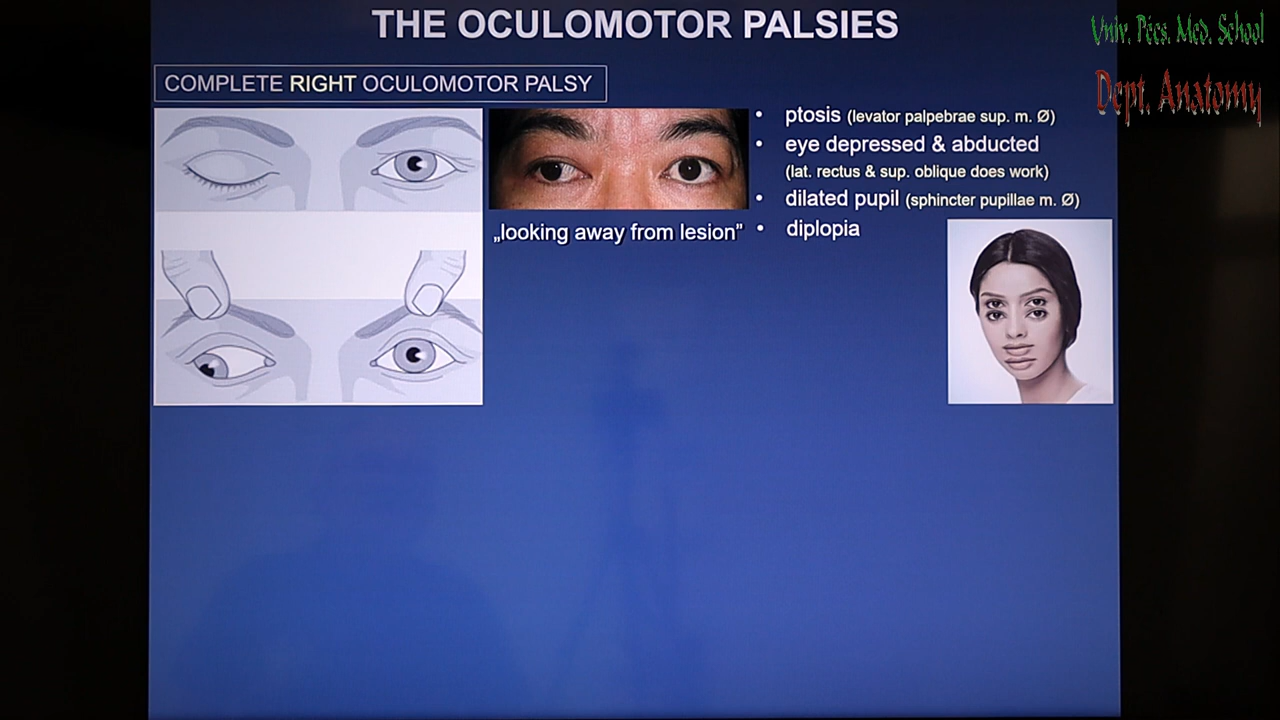 THE OCULOMOTOR PALSIES
Univ. Pécs. Med. School
Dept. Anatomy
COMPLETE RIGHT OCULOMOTOR PALSY
• ptosis (levator palpebrae sup. m. Ø)
• eye depressed & abducted
(lat. rectus & sup. oblique does work)
• dilated pupil (sphincter pupillae m. Ø)
• diplopia
„looking away from lesion”